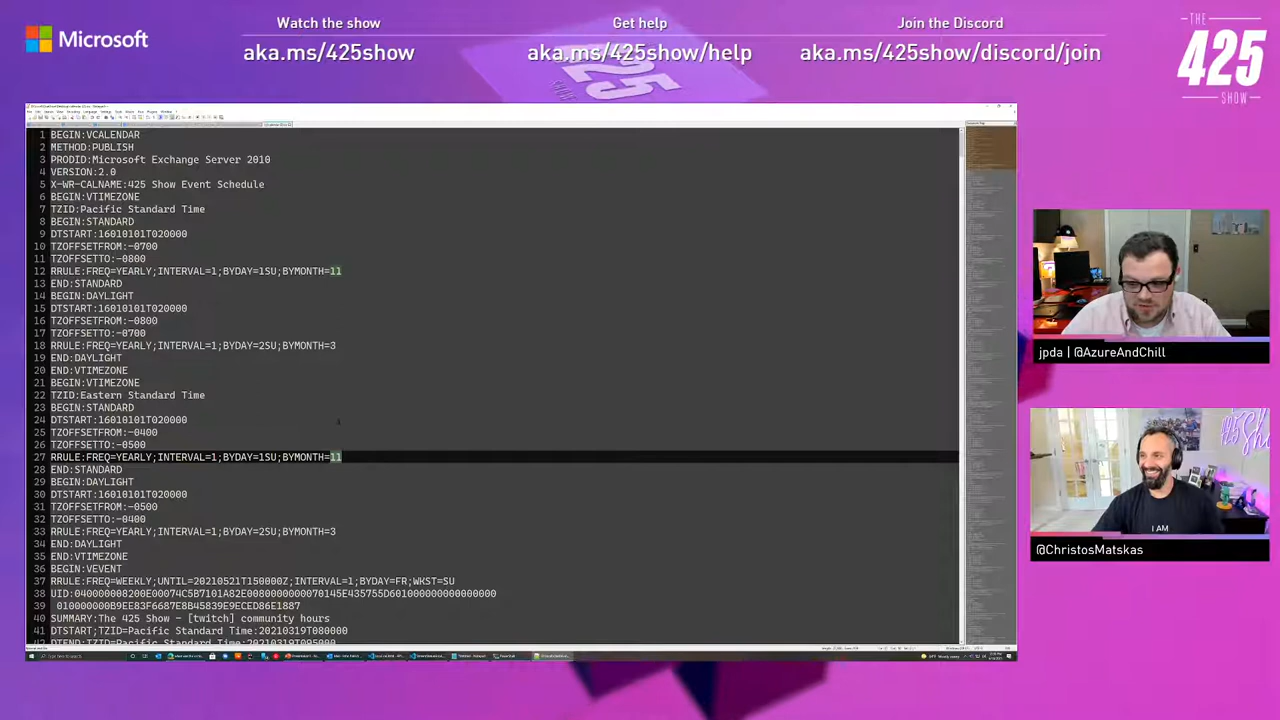 Microsoft
Watch the show
aka.ms/425show
Get help
aka.ms/425show/help
Join the Discord
aka.ms/425show/discord/join
THE
425
SHOW
1 BEGIN:VCALENDAR
2 METHOD:PUBLISH
3 PRODID:Microsoft Exchange Server 2010
4 VERSION:2.0
5 X-WR-CALNAME:425 Show Event Schedule
6 BEGIN:VTIMEZONE
7 TZID:Pacific Standard Time
8 BEGIN:STANDARD
9 DTSTART:16010101T020000
10 TZOFFSETFROM:-0700
11 TZOFFSETTO:-0800
12 RRULE:FREQ=YEARLY;INTERVAL=1;BYDAY=1SU;BYMONTH=11
13 END:STANDARD
14 BEGIN:DAYLIGHT
15 DTSTART:16010101T020000
16 TZOFFSETFROM:-0800
17 TZOFFSETTO:-0700
18 RRULE:FREQ=YEARLY;INTERVAL=1;BYDAY=2SU;BYMONTH=3
19 END:DAYLIGHT
20 END:VTIMEZONE
21 BEGIN:VTIMEZONE
22 TZID:Eastern Standard Time
23 BEGIN:STANDARD
24 DTSTART:16010101T020000
25 TZOFFSETFROM:-0400
26 TZOFFSETTO:-0500
27 RRULE:FREQ=YEARLY;INTERVAL=1;BYDAY=1SU;BYMONTH=11
28 END:STANDARD
29 BEGIN:DAYLIGHT
30 DTSTART:16010101T020000
31 TZOFFSETFROM:-0500
32 TZOFFSETTO:-0400
33 RRULE:FREQ=YEARLY;INTERVAL=1;BYDAY=2SU;BYMONTH=3
34 END:DAYLIGHT
35 END:VTIMEZONE
36 BEGIN:VEVENT
37 RRULE:FREQ=WEEKLY;UNTIL=20210521T150000Z;INTERVAL=1;BYDAY=FR;WKST=SU
38
39
40 SUMMARY:The 425 Show - [twitch] community hours
41 DTSTART;TZID=Pacific Standard Time:20210319T080000
42 DTEND;TZID=Pacific Standard Time:20210319T095000
jpda | @AzureAndChill
I AM
@ChristosMatskas